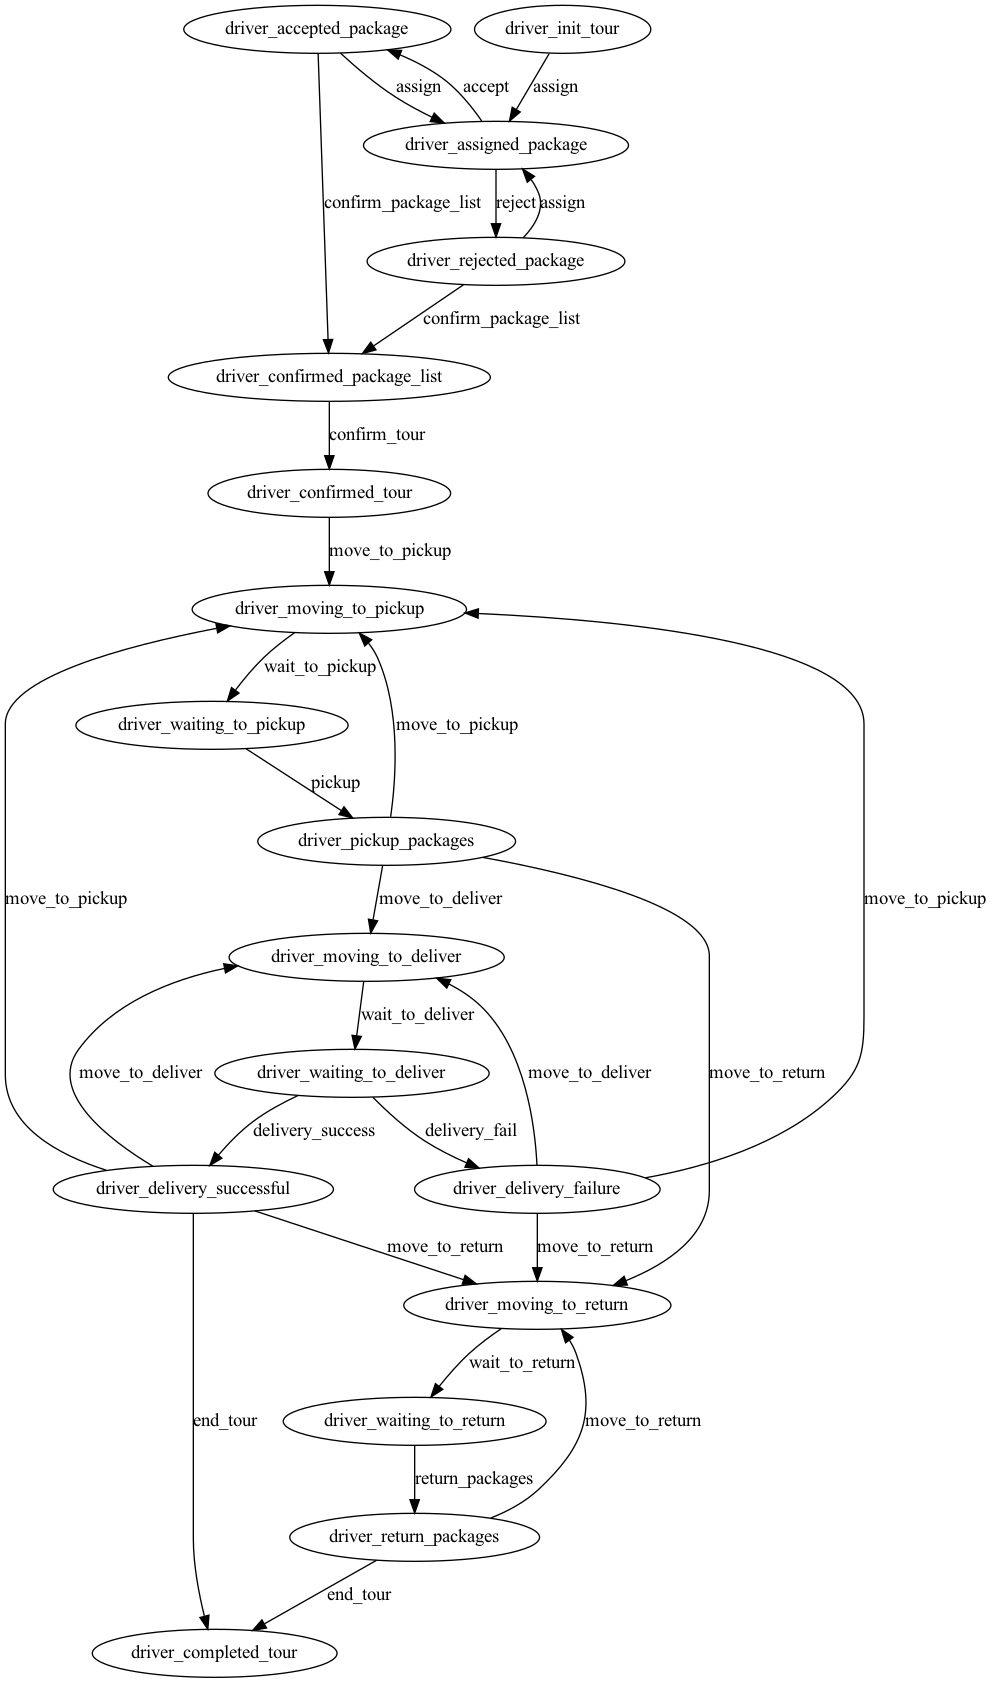 driver_accepted_package
driver_init_tour
assign
accept
assign
driver_assigned_package
confirm_package_list
reject
assign
driver_rejected_package
confirm_package_list
driver_confirmed_package_list
confirm_tour
driver_confirmed_tour
move_to_pickup
driver_moving_to_pickup
wait_to_pickup
driver_waiting_to_pickup
move_to_pickup
pickup
driver_pickup_packages
move_to_pickup
move_to_deliver
move_to_pickup
driver_moving_to_deliver
wait_to_deliver
move_to_deliver
driver_waiting_to_deliver
move_to_deliver
move_to_return
delivery_success
delivery_fail
driver_delivery_successful
driver_delivery_failure
move_to_return
move_to_return
driver_moving_to_return
wait_to_return
end_tour
driver_waiting_to_return
move_to_return
return_packages
driver_return_packages
end_tour
driver_completed_tour